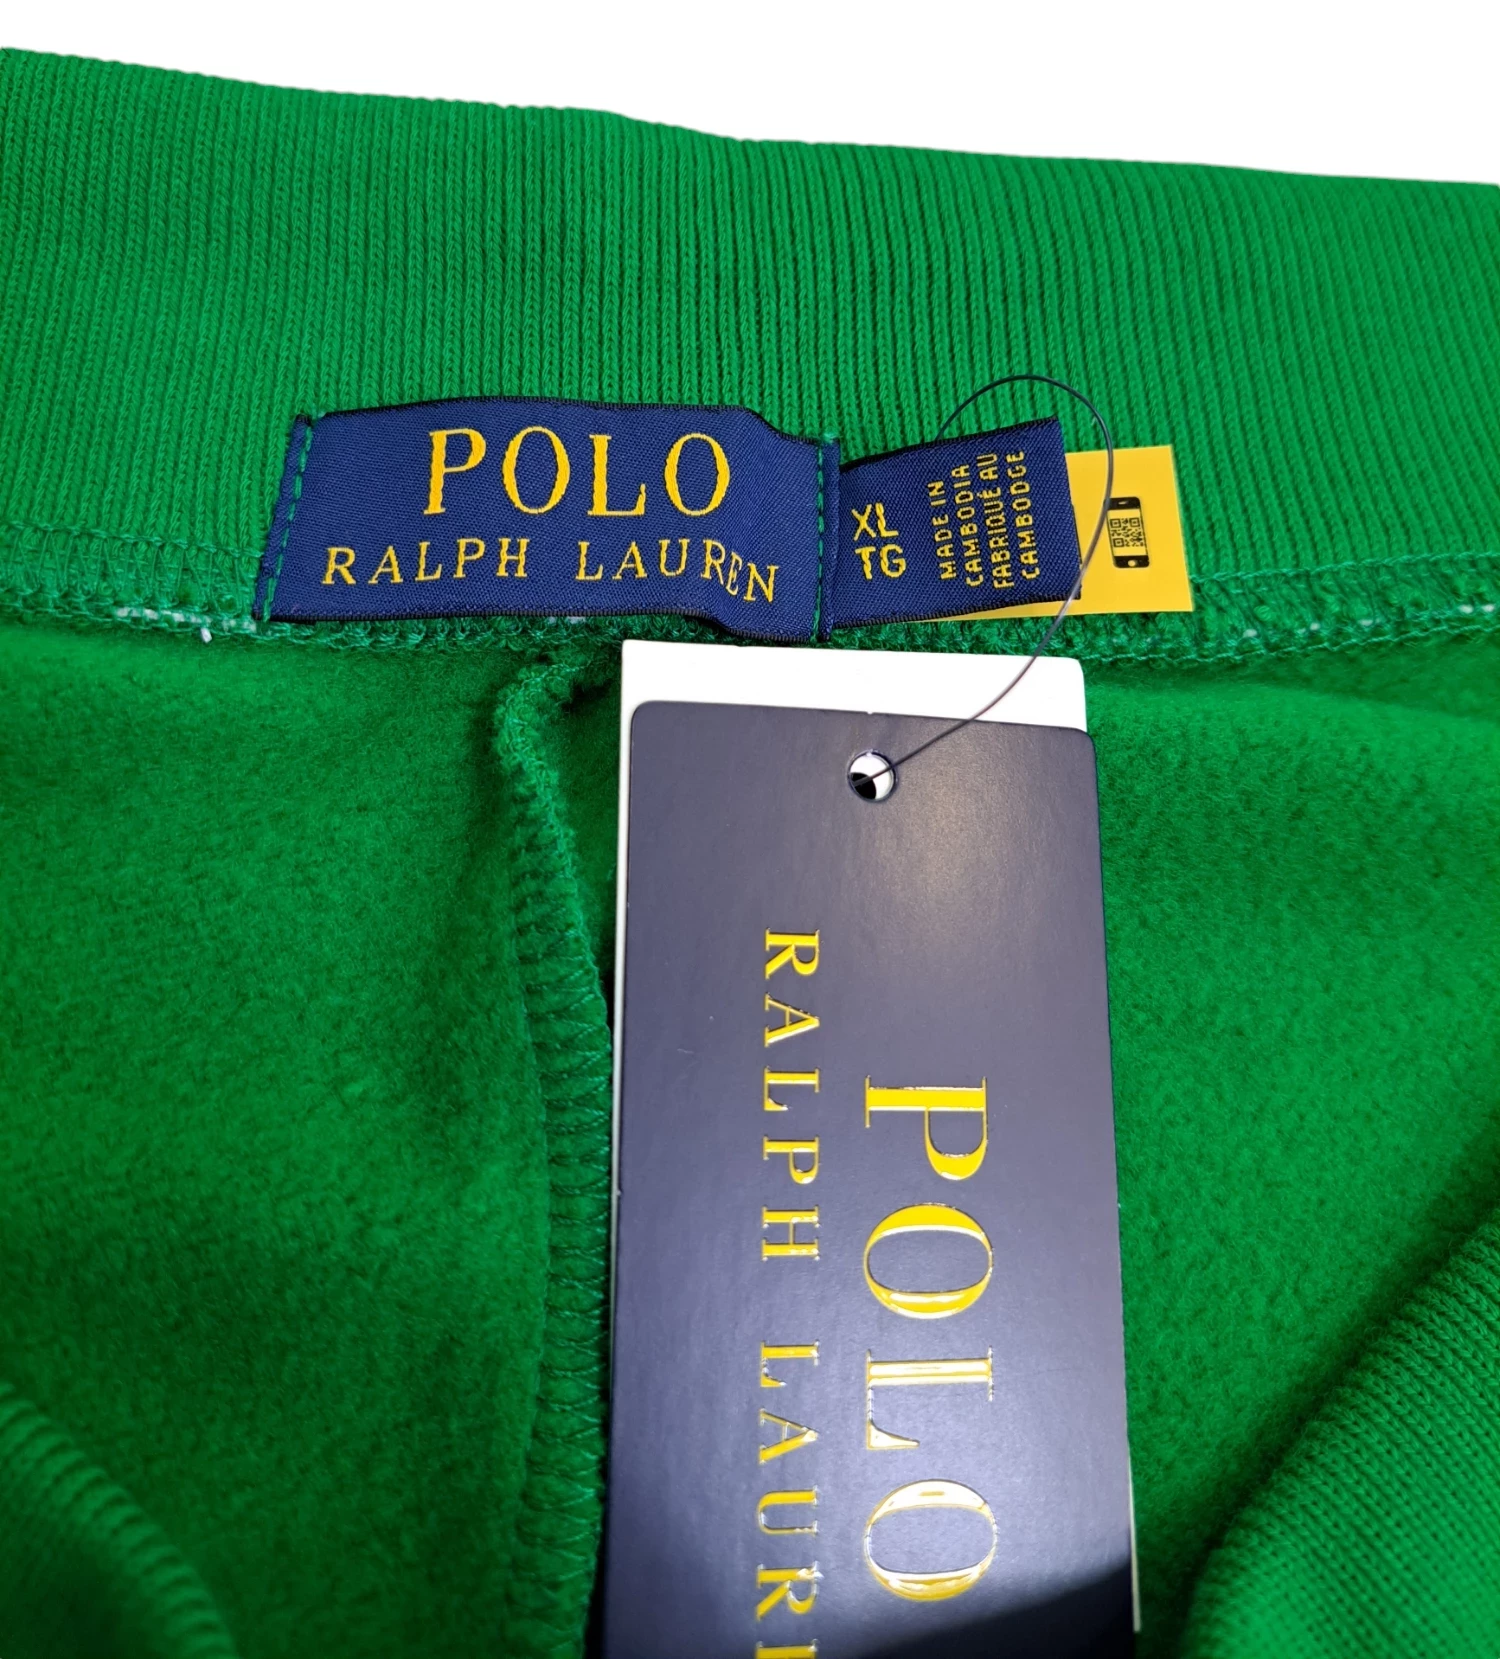 POLO
RALPH LAUREN
XL
TG
MADE IN
CAMBODIA
FABRIQUÉ AU
CAMBODGE
POLO
RALPH LAUR